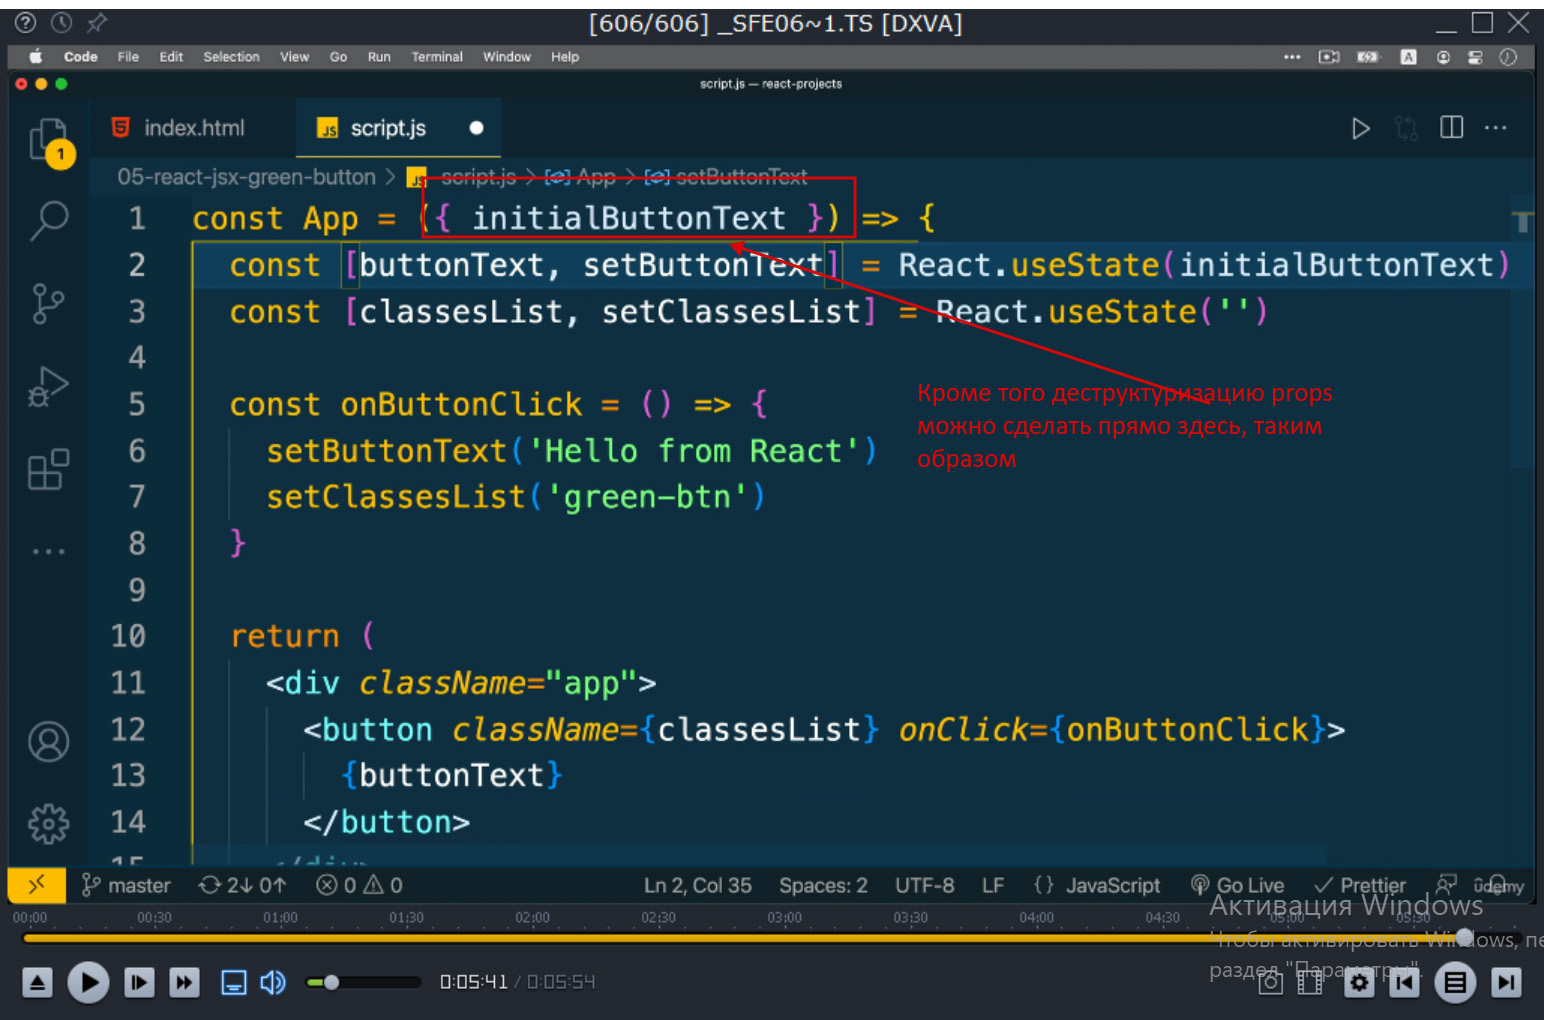 [606/606] _SFE06~1.TS [DXVA]
Code File Edit Selection View Go Run Terminal Window Help
A
script.js — react-projects
index.html
JS script.js
1
05-react-jsx-green-button > JS script.js > App > setButtonText
1 const App = ({ initialButtonText }) => {
2 const [buttonText, setButtonText] = React.useState(initialButtonText)
3 const [classesList, setClassesList] = React.useState('')
4
5 const onButtonClick = () => {
6 setButtonText('Hello from React')
7 setClassesList('green-btn')
8 }
9
10 return (
11 <div className="app">
12 <button className={classesList} onClick={onButtonClick}>
13 {buttonText}
14 </button>
15 </div>
Кроме того деструктуризацию props
можно сделать прямо здесь, таким
образом
master 2↓ 0↑ 0 0 Ln 2, Col 35 Spaces: 2 UTF-8 LF {} JavaScript Go Live Prettier ûdemy
00:00 00:30 01:00 01:30 02:00 02:30 03:00 03:30 04:00 04:30 05:00 05:30
Активация Windows
Чтобы активировать Windows, пе
раздел "Параметры".
0:05:41 / 0:05:54